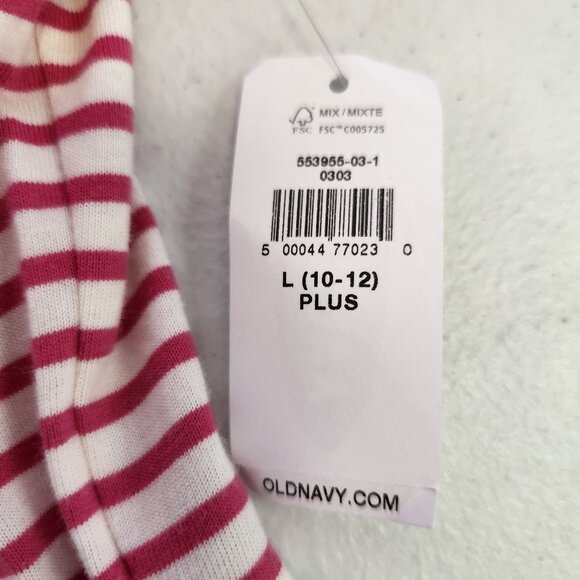 MIX / MIXTE
FSC FSC™ C005725
553955-03-1
0303
5 00044 77023 0
L (10-12)
PLUS
OLDNAVY.COM